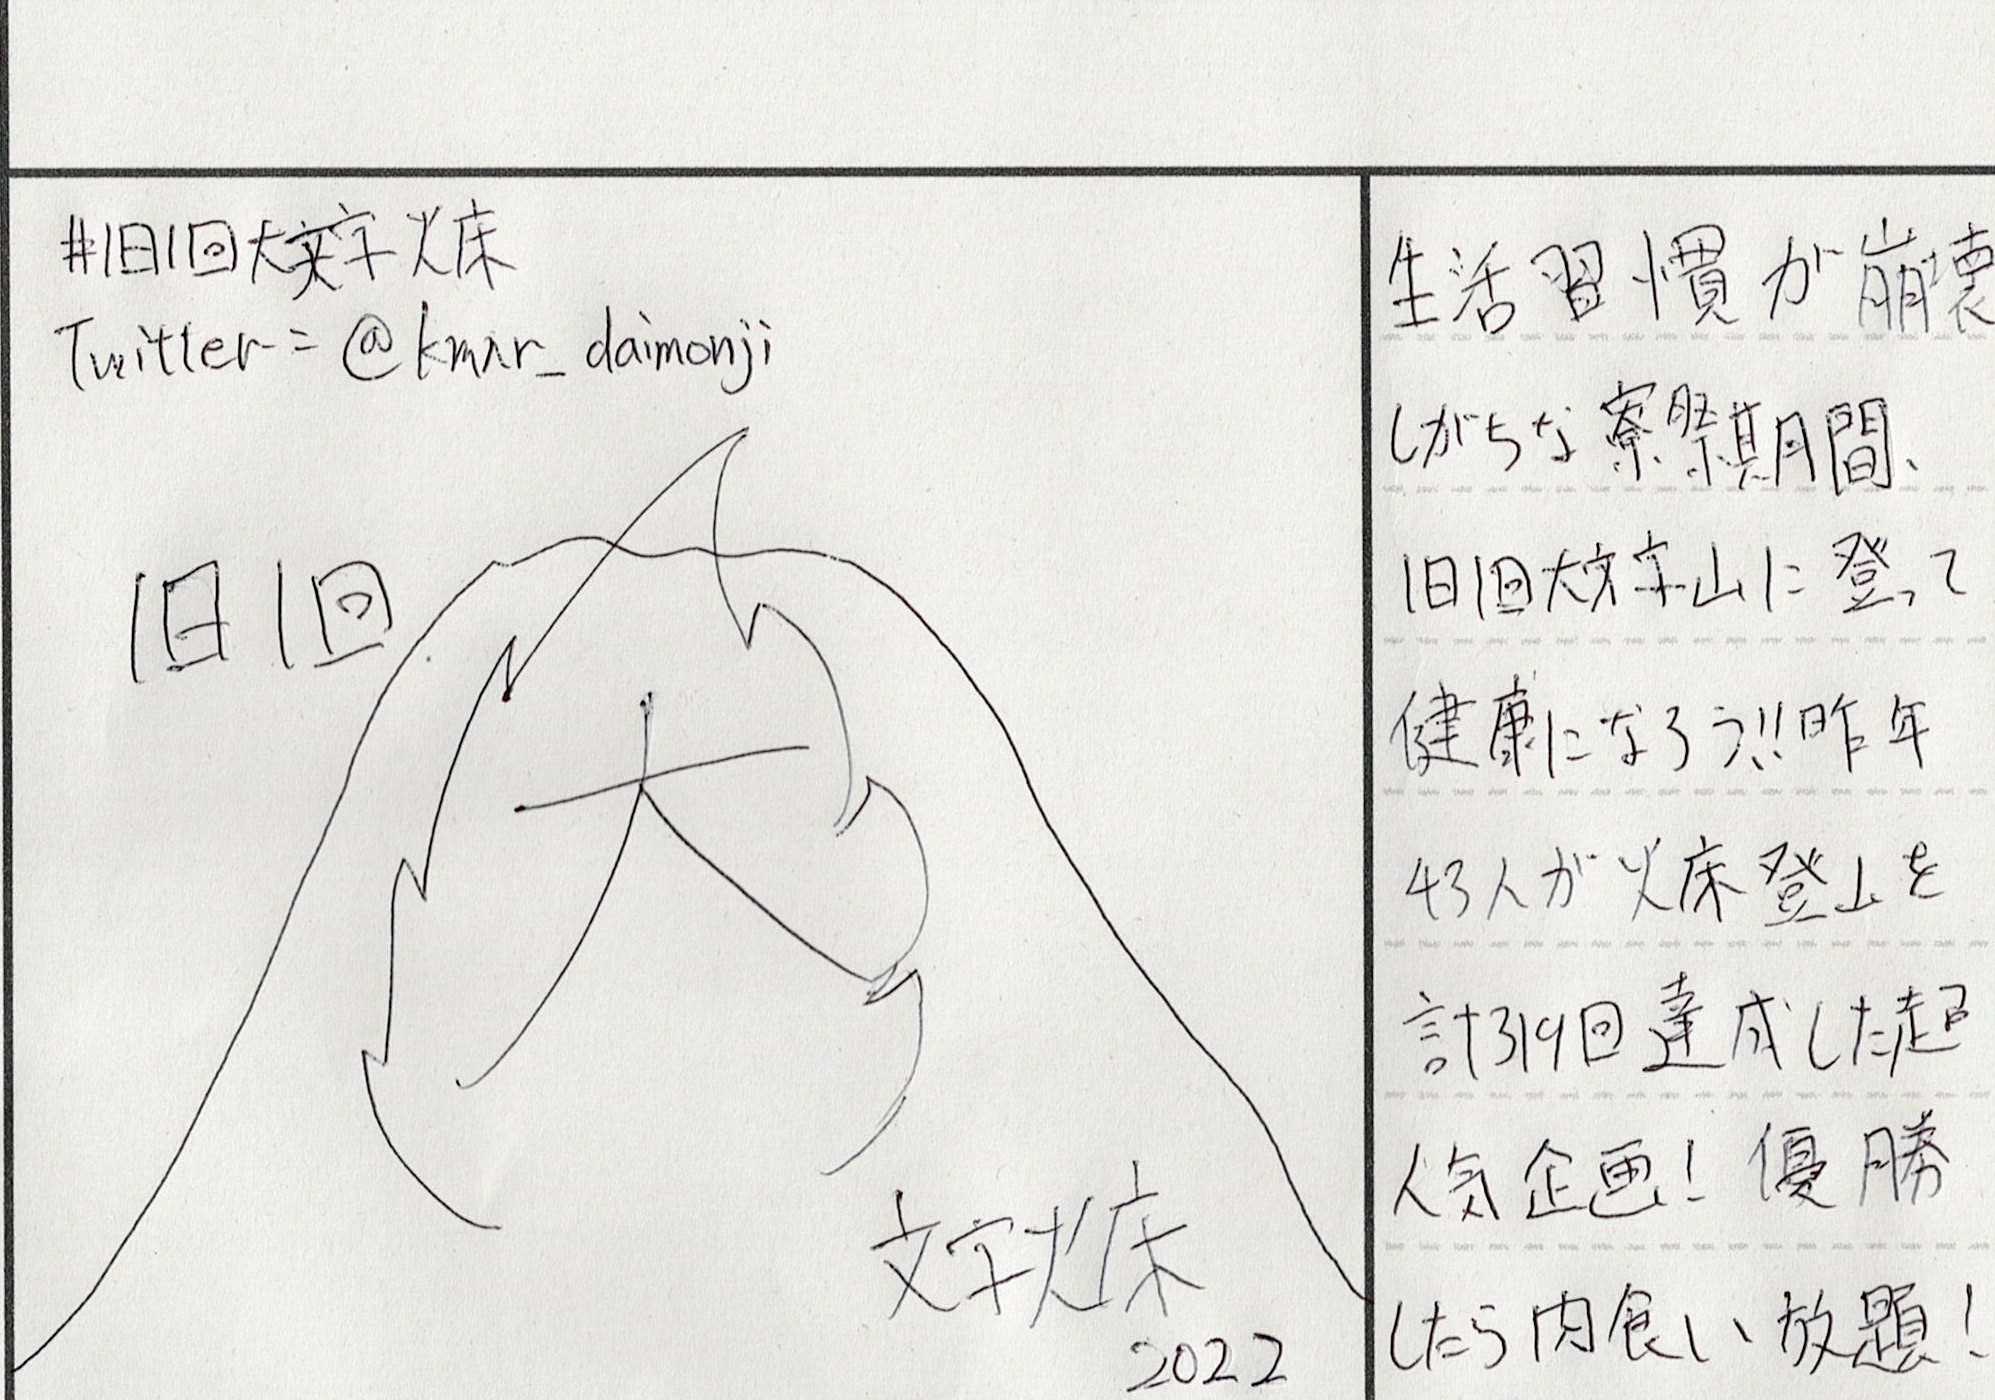 #1日1回大文字火床
Twitter= @kmnr_daimonji
1日1回
大
文字火床
2022
生活習慣が崩壊
しがちな寮祭期間、
1日1回大文字山に登って
健康になろう!!昨年
43人が火床登山を
計319回達成した超
人気企画!優勝
したら肉食い放題!